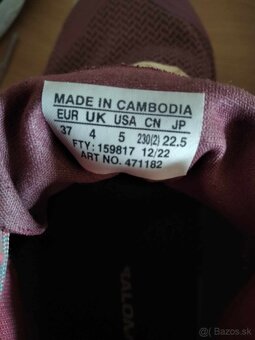 MADE IN CAMBODIA
EUR UK USA CN JP
37 4 5 230(2) 22.5
FTY: 159817 12/22
ART NO. 471182
SALOMON
Bazos.sk